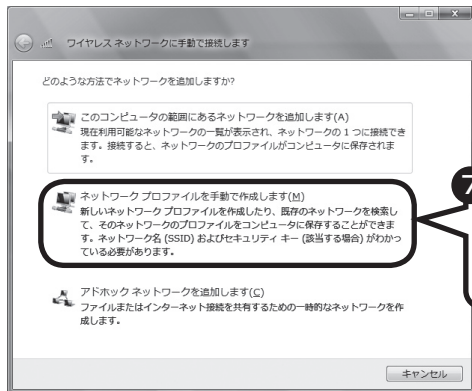 ワイヤレス ネットワークに手動で接続します
どのような方法でネットワークを追加しますか?
このコンピュータの範囲にあるネットワークを追加します(A)
現在利用可能なネットワークの一覧が表示され、ネットワークの 1 つに接続でき
ます。接続すると、ネットワークのプロファイルがコンピュータに保存されま
す。
ネットワーク プロファイルを手動で作成します(M)
新しいネットワーク プロファイルを作成したり、既存のネットワークを検索し
て、そのネットワークのプロファイルをコンピュータに保存することができま
す。ネットワーク名 (SSID) およびセキュリティ キー (該当する場合) がわかっ
ている必要があります。
7
アドホック ネットワークを追加します(C)
ファイルまたはインターネット接続を共有するための一時的なネットワークを作
成します。
キャンセル